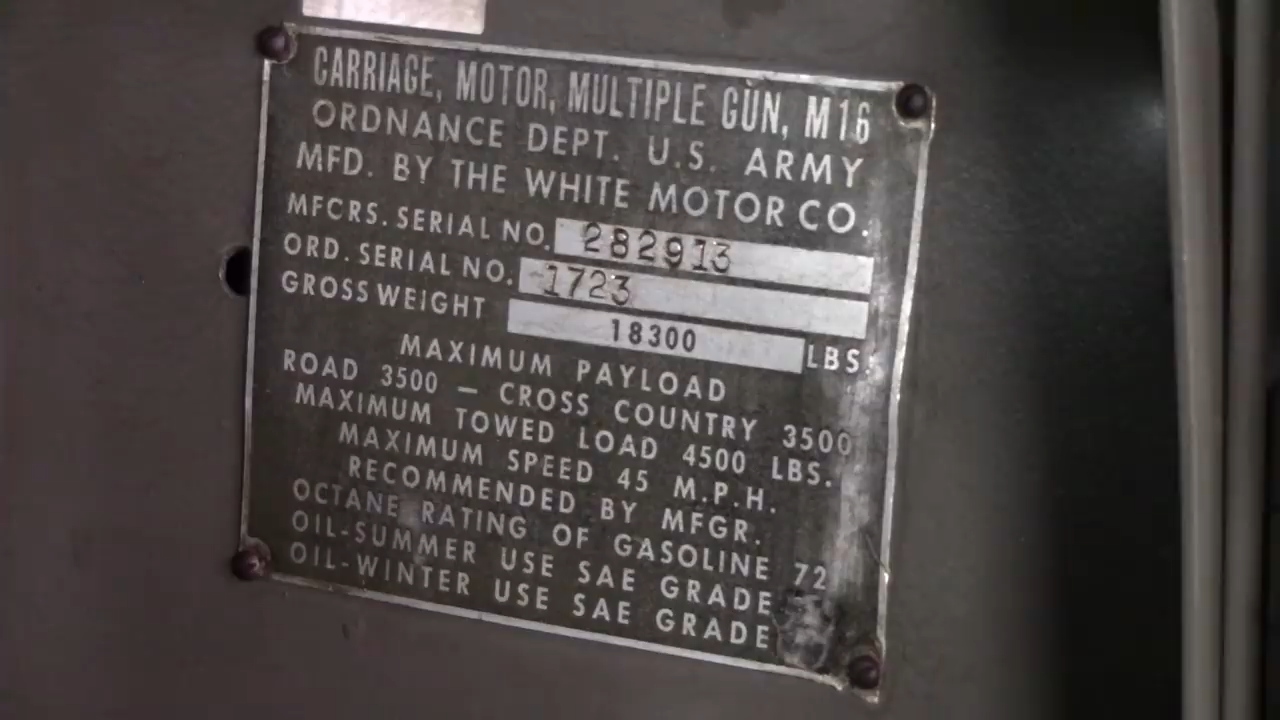 CARRIAGE, MOTOR, MULTIPLE GUN, M16
ORDNANCE DEPT. U.S. ARMY
MFD. BY THE WHITE MOTOR CO.
MFCRS. SERIAL NO. 282913
ORD. SERIAL NO. 1723
GROSS WEIGHT 18300 LBS.
MAXIMUM PAYLOAD
ROAD 3500 — CROSS COUNTRY 3500
MAXIMUM TOWED LOAD 4500 LBS.
MAXIMUM SPEED 45 M.P.H.
RECOMMENDED BY MFGR.
OCTANE RATING OF GASOLINE 72
OIL-SUMMER USE SAE GRADE
OIL-WINTER USE SAE GRADE